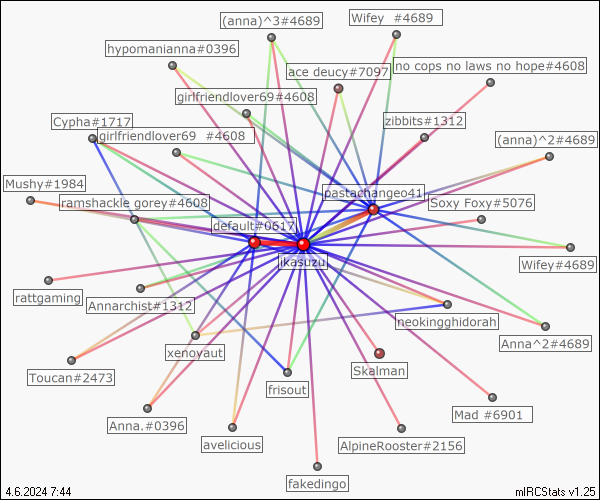 (anna)^3#4689
Wifey #4689
hypomanianna#0396
ace deucy#7097
no cops no laws no hope#4608
girlfriendlover69#4608
Cypha#1717
zibbits#1312
girlfriendlover69 #4608
(anna)^2#4689
Mushy#1984
pastachangeo41
ramshackle gorey#4608
Soxy Foxy#5076
default#0617
jkasuzu
Wifey#4689
rattgaming
Annarchist#1312
neokingghidorah
Anna^2#4689
xenoyaut
Skalman
Toucan#2473
frisout
Mad #6901
Anna.#0396
avelicious
AlpineRooster#2156
fakedingo
4.6.2024 7:44
mIRCStats v1.25